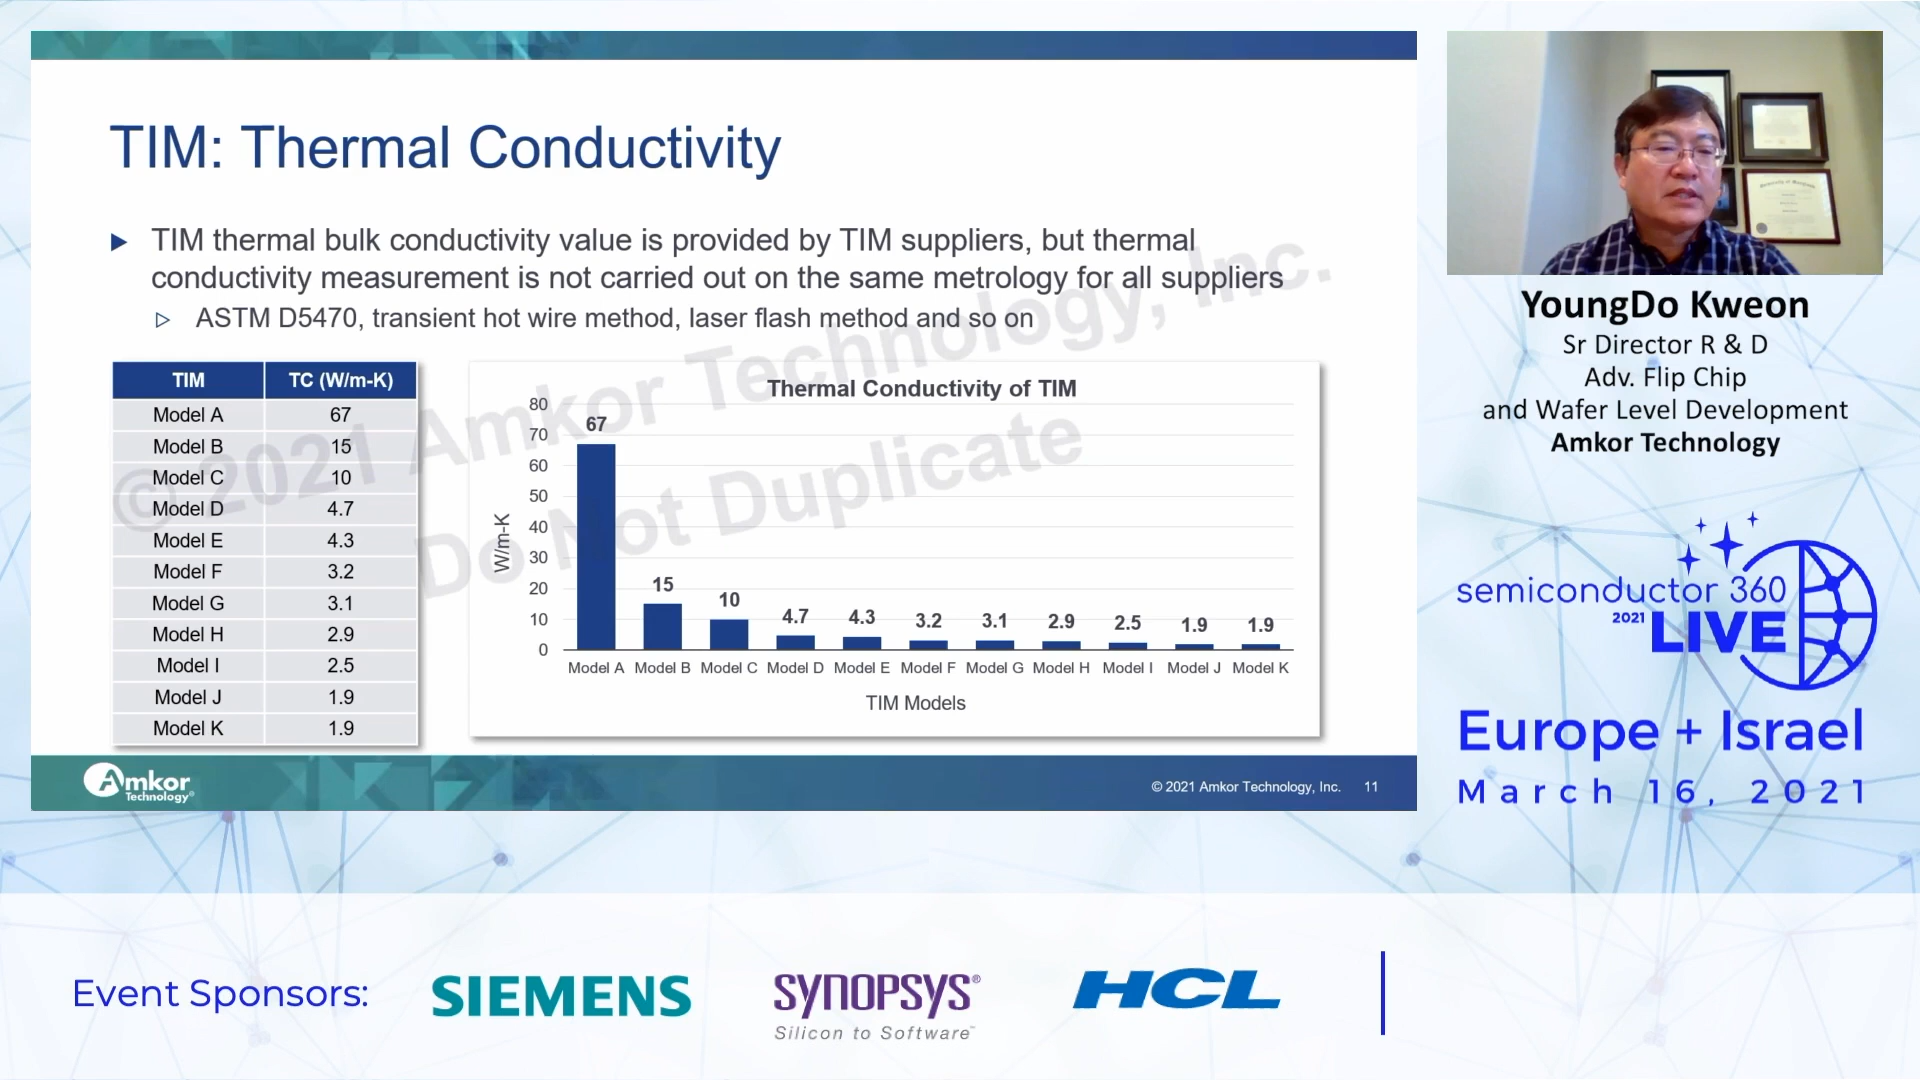 TIM: Thermal Conductivity
TIM thermal bulk conductivity value is provided by TIM suppliers, but thermal
conductivity measurement is not carried out on the same metrology for all suppliers
ASTM D5470, transient hot wire method, laser flash method and so on
© 2021 Amkor Technology, Inc.
Do Not Duplicate
TIM TC (W/m-K)
Model A 67
Model B 15
Model C 10
Model D 4.7
Model E 4.3
Model F 3.2
Model G 3.1
Model H 2.9
Model I 2.5
Model J 1.9
Model K 1.9
Thermal Conductivity of TIM
W/m-K
80
70
60
50
40
30
20
10
0
67 15 10 4.7 4.3 3.2 3.1 2.9 2.5 1.9 1.9
Model A Model B Model C Model D Model E Model F Model G Model H Model I Model J Model K
TIM Models
Amkor
Technology®
© 2021 Amkor Technology, Inc. 11
YoungDo Kweon
Sr Director R & D
Adv. Flip Chip
and Wafer Level Development
Amkor Technology
semiconductor 360
2021 LIVE
Europe + Israel
March 16, 2021
Event Sponsors:
SIEMENS
SYNOPSYS®
Silicon to Software™
HCL